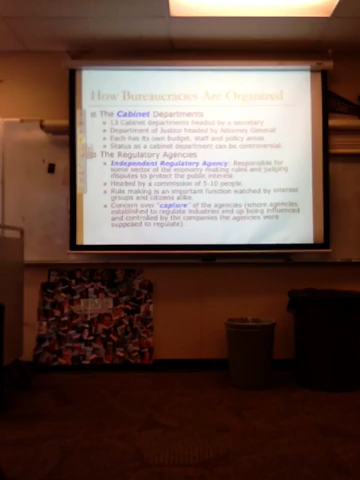 How Bureaucracies Are Organized
The Cabinet Departments
13 Cabinet departments headed by a secretary
Department of Justice headed by Attorney General
Each has its own budget, staff and policy areas
Status as a cabinet department can be controversial.
The Regulatory Agencies
Independent Regulatory Agency: Responsible for
some sector of the economy making rules and judging
disputes to protect the public interest.
Headed by a commission of 5-10 people.
Rule making is an important function watched by interest
groups and citizens alike.
Concern over "capture" of the agencies (where agencies
established to regulate industries end up being influenced
and controlled by the companies the agencies were
supposed to regulate).